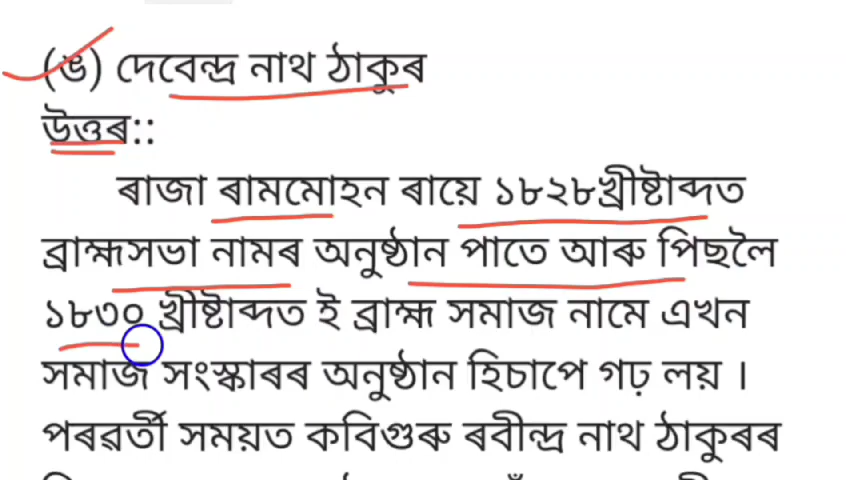 (ঙ) দেবেন্দ্ৰ নাথ ঠাকুৰ
উত্তৰ::
ৰাজা ৰামমোহন ৰায়ে ১৮২৮খ্ৰীষ্টাব্দত
ব্ৰাহ্মসভা নামৰ অনুষ্ঠান পাতে আৰু পিছলৈ
১৮৩০ খ্ৰীষ্টাব্দত ই ব্ৰাহ্ম সমাজ নামে এখন
সমাজ সংস্কাৰৰ অনুষ্ঠান হিচাপে গঢ় লয় ।
পৰৱৰ্তী সময়ত কবিগুৰু ৰবীন্দ্ৰ নাথ ঠাকুৰৰ